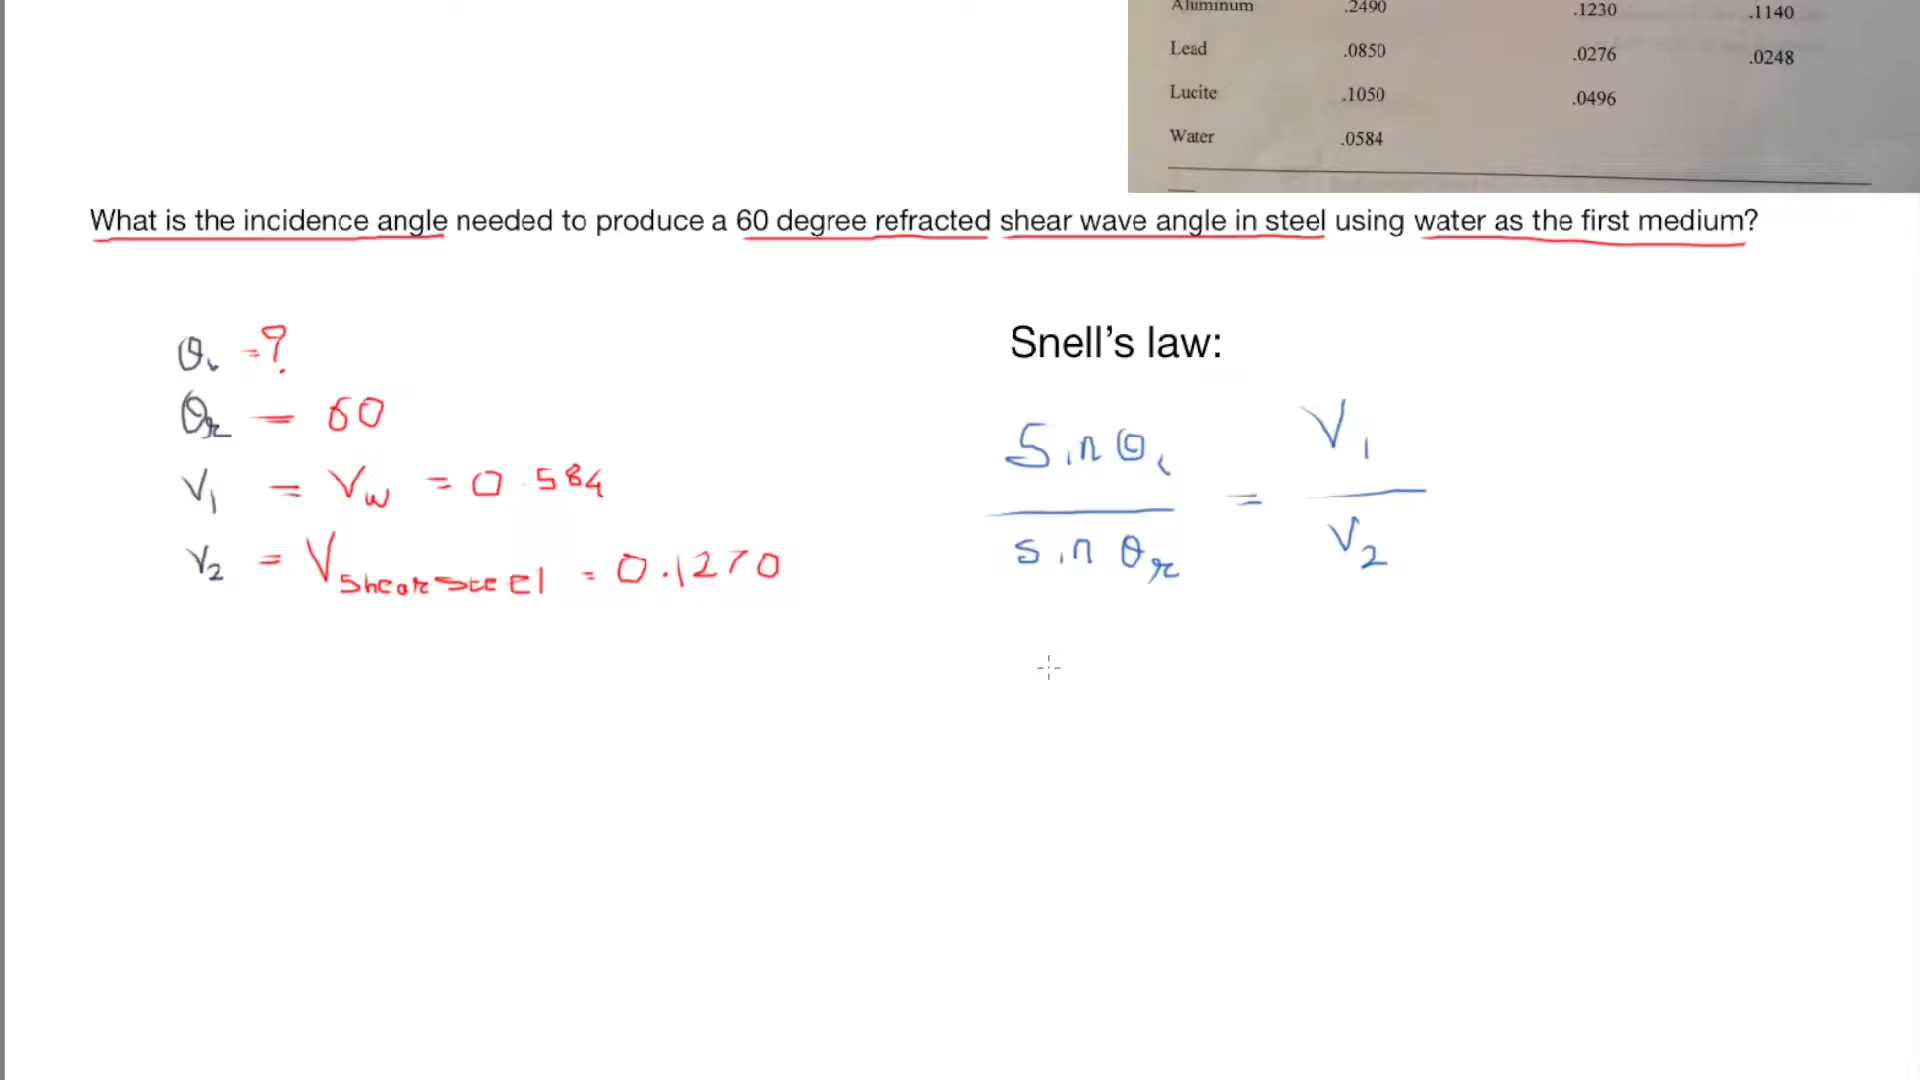 Aluminum .2490 .1230 .1140
Lead .0850 .0276 .0248
Lucite .1050 .0496
Water .0584
What is the incidence angle needed to produce a 60 degree refracted shear wave angle in steel using water as the first medium?
θi = ?
θr = 60
V1 = Vw = 0.584
V2 = Vshear steel = 0.1270
Snell’s law:
Sin θi / sin θr = V1 / V2